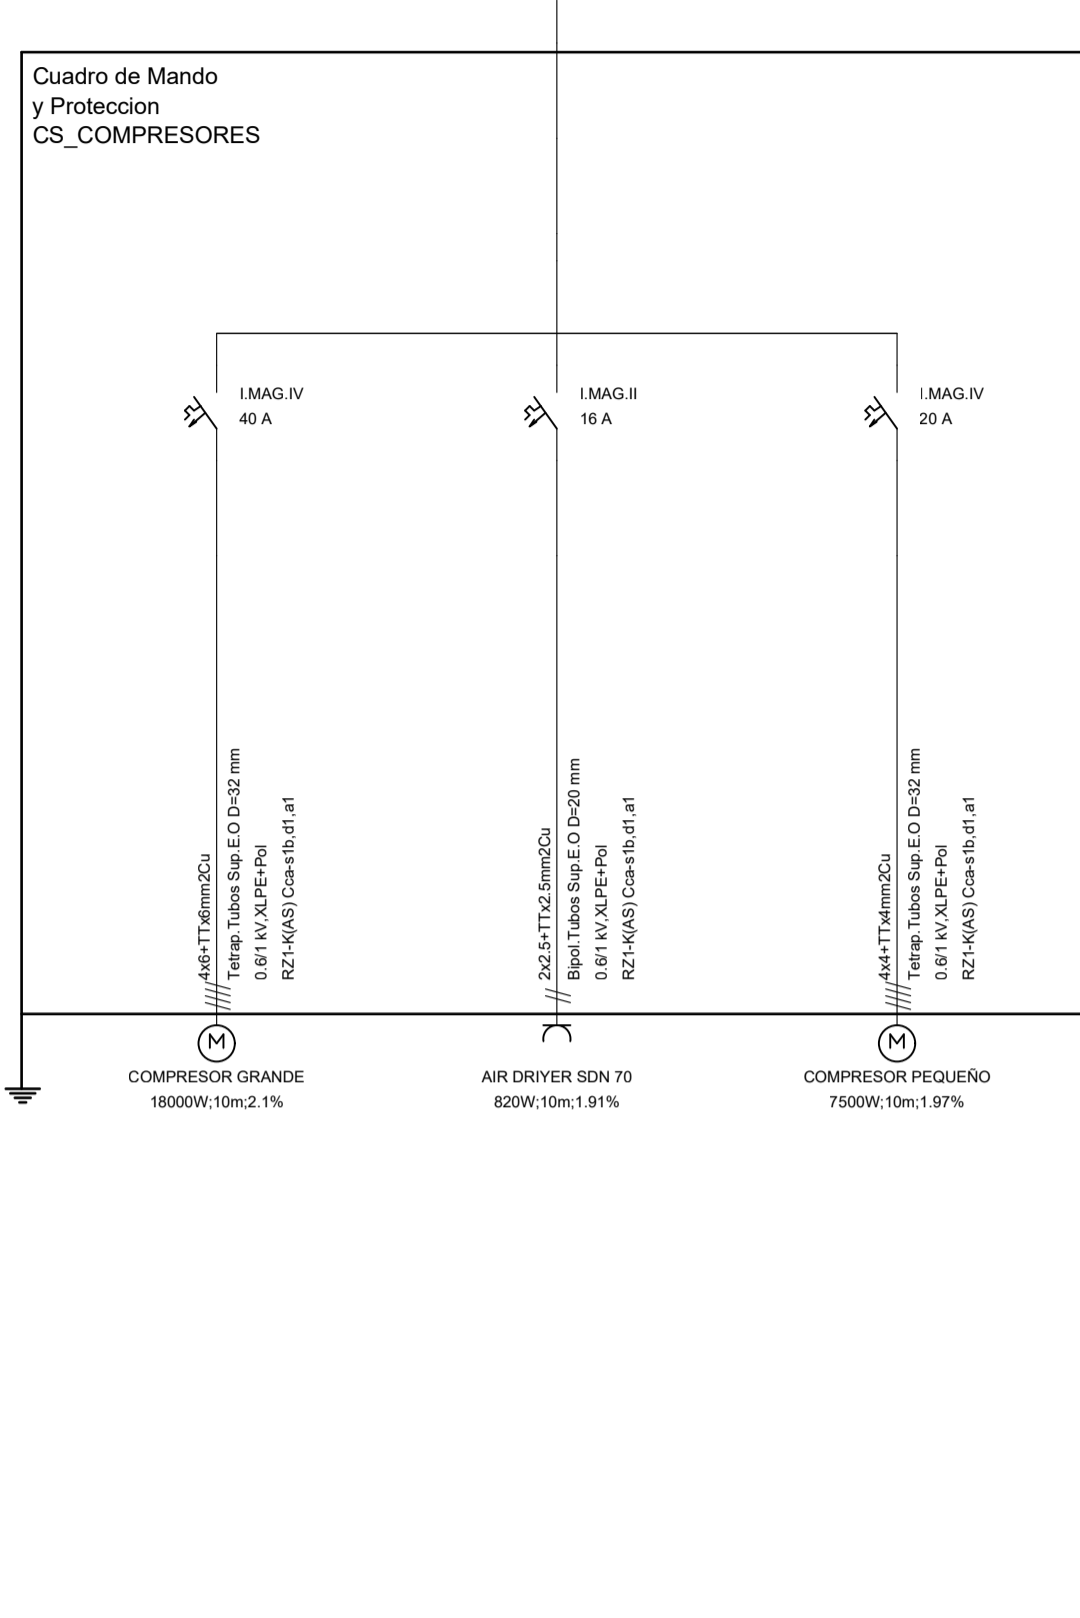 Cuadro de Mando
y Proteccion
CS_COMPRESORES
I.MAG.IV
40 A
I.MAG.II
16 A
I.MAG.IV
20 A
4x6+TTx6mm2Cu
Tetrap.Tubos Sup.E.O D=32 mm
0.6/1 kV,XLPE+Pol
RZ1-K(AS) Cca-s1b,d1,a1
2x2.5+TTx2.5mm2Cu
Bipol.Tubos Sup.E.O D=20 mm
0.6/1 kV,XLPE+Pol
RZ1-K(AS) Cca-s1b,d1,a1
4x4+TTx4mm2Cu
Tetrap.Tubos Sup.E.O D=32 mm
0.6/1 kV,XLPE+Pol
RZ1-K(AS) Cca-s1b,d1,a1
M
COMPRESOR GRANDE
18000W;10m;2.1%
AIR DRIYER SDN 70
820W;10m;1.91%
M
COMPRESOR PEQUEÑO
7500W;10m;1.97%